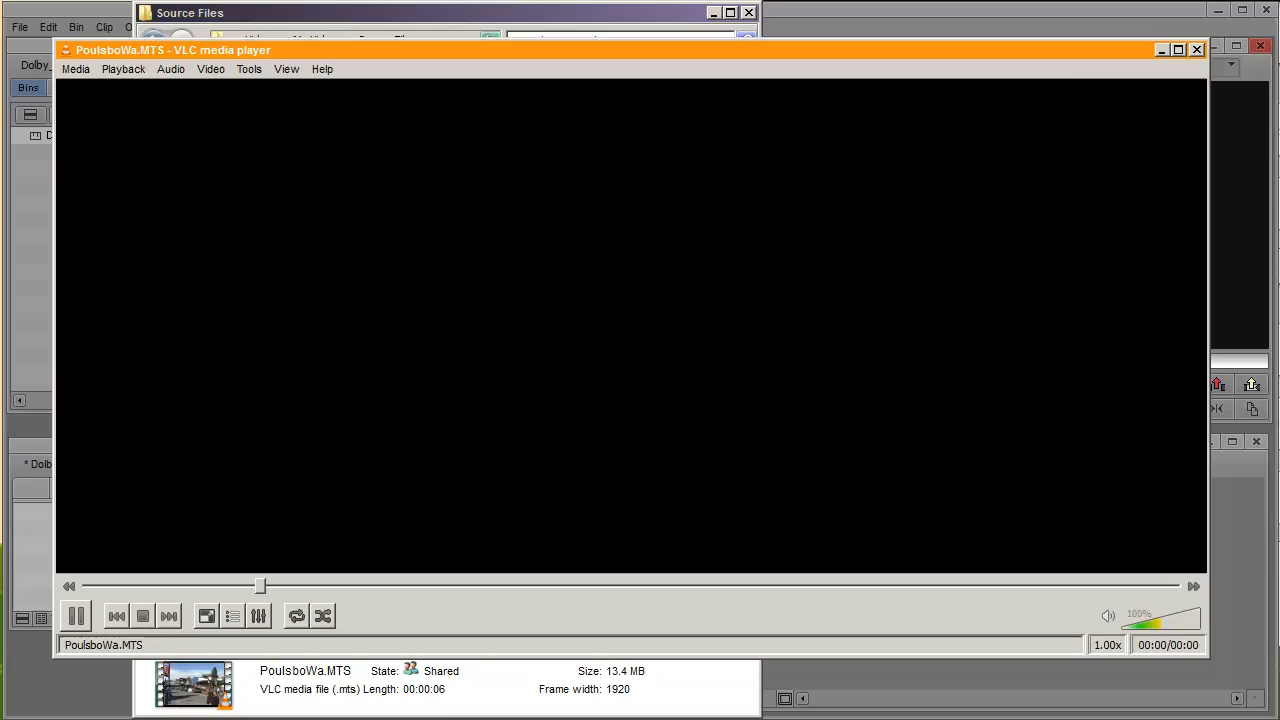 Source Files
File Edit Bin Clip
PoulsboWa.MTS - VLC media player
Dolby_
Media Playback Audio Video Tools View Help
Bins
* Dolb
100%
PoulsboWa.MTS
1.00x
00:00/00:00
PoulsboWa.MTS State: Shared Size: 13.4 MB
VLC media file (.mts) Length: 00:00:06 Frame width: 1920